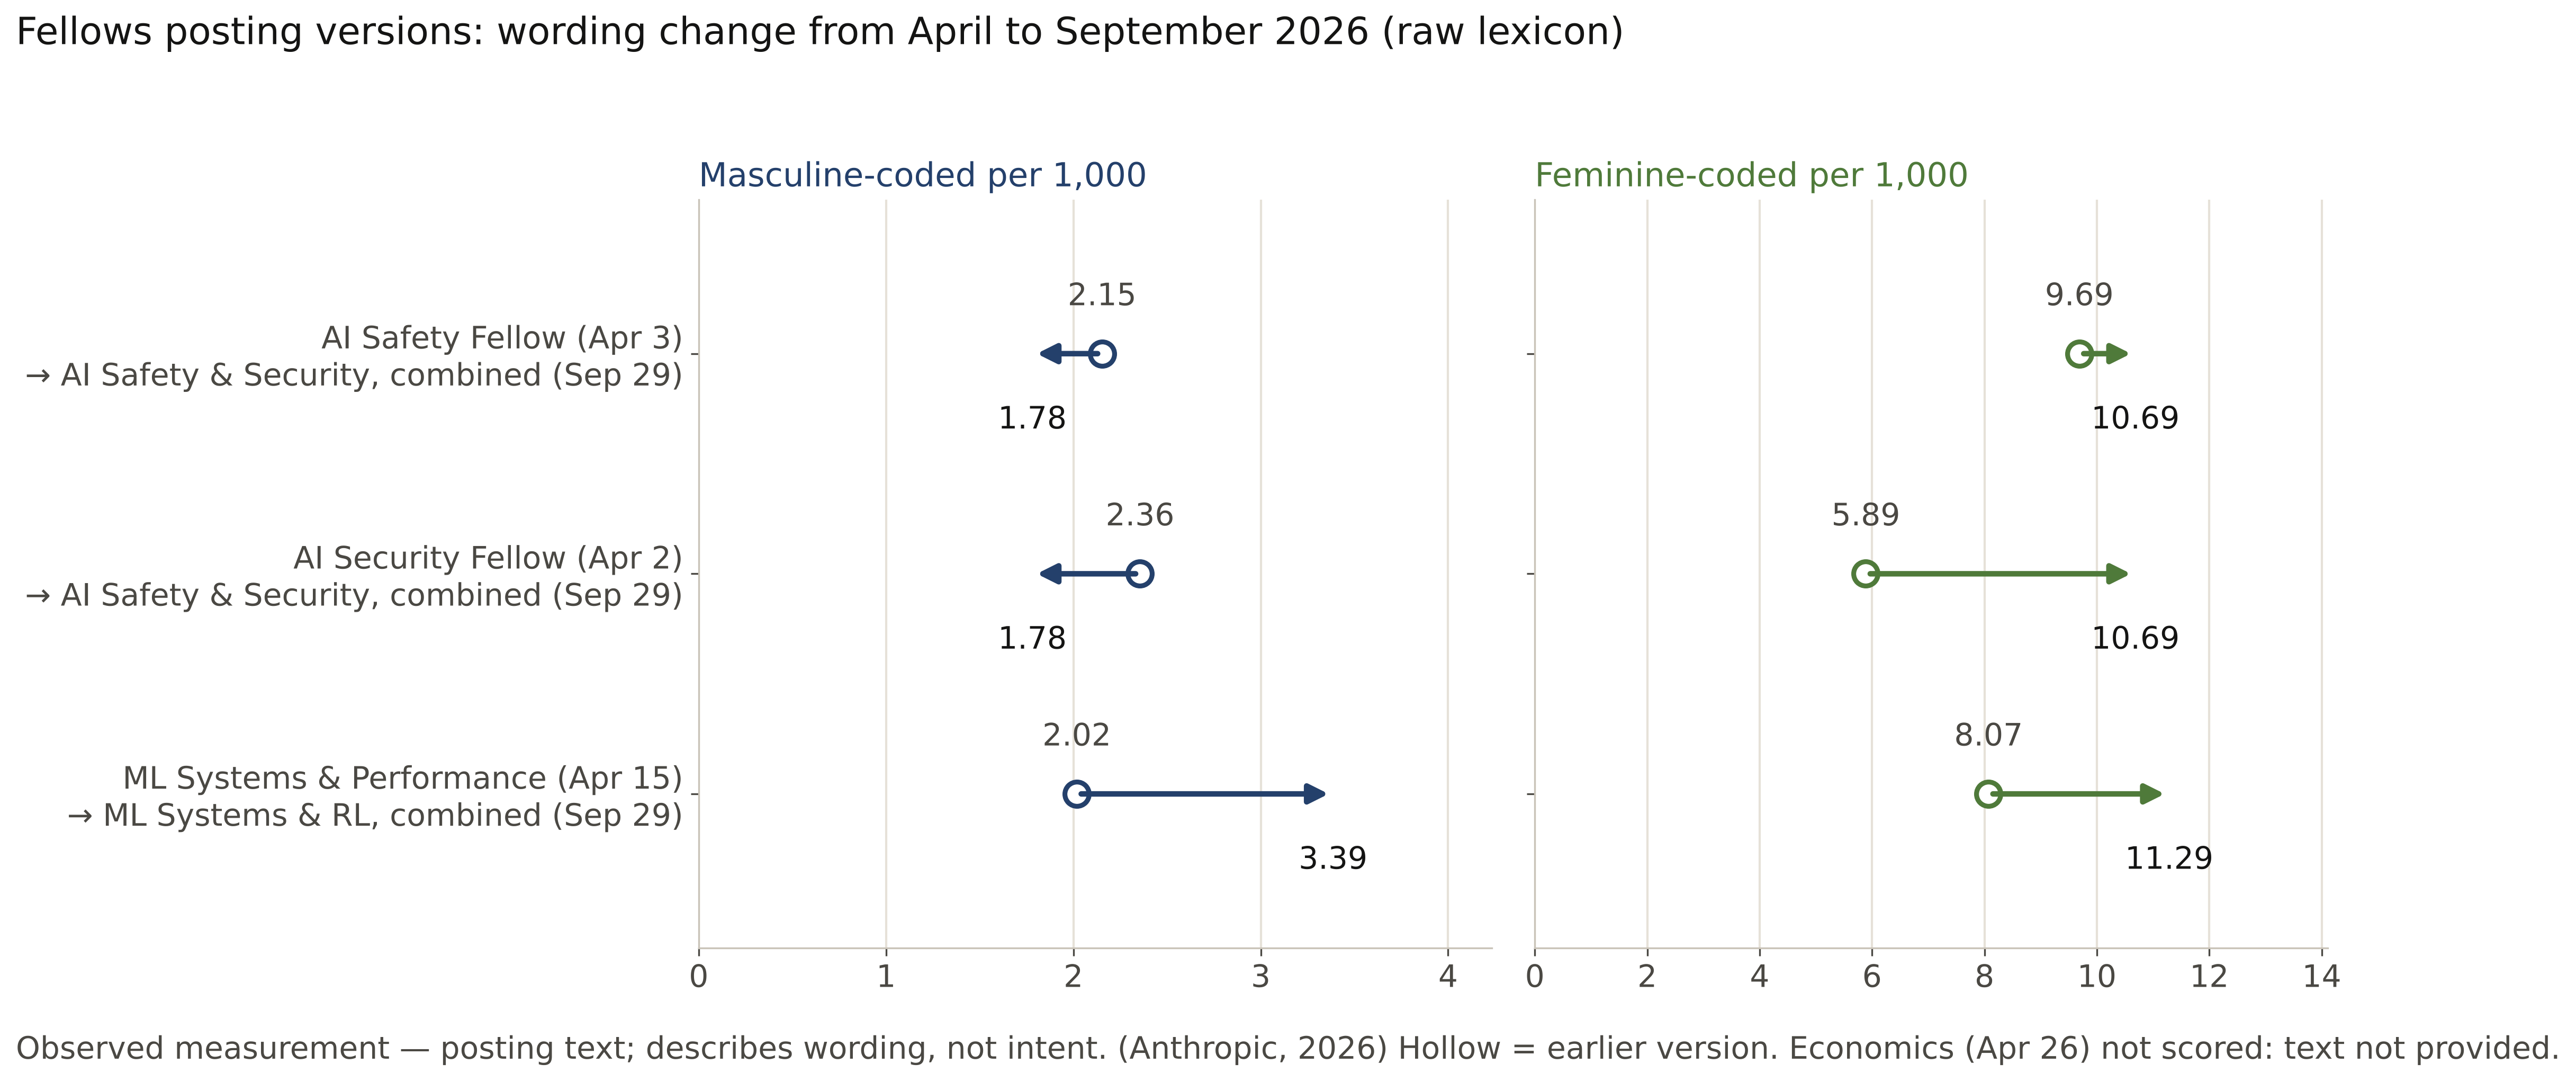 Fellows posting versions: wording change from April to September 2026 (raw lexicon)
Masculine-coded per 1,000
Feminine-coded per 1,000
AI Safety Fellow (Apr 3)
→ AI Safety & Security, combined (Sep 29)
2.15
1.78
9.69
10.69
AI Security Fellow (Apr 2)
→ AI Safety & Security, combined (Sep 29)
2.36
1.78
5.89
10.69
ML Systems & Performance (Apr 15)
→ ML Systems & RL, combined (Sep 29)
2.02
3.39
8.07
11.29
0 1 2 3 4
0 2 4 6 8 10 12 14
Observed measurement — posting text; describes wording, not intent. (Anthropic, 2026) Hollow = earlier version. Economics (Apr 26) not scored: text not provided.